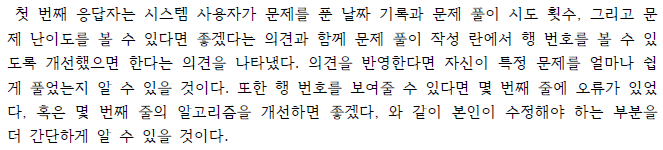 첫 번째 응답자는 시스템 사용자가 문제를 푼 날짜 기록과 문제 풀이 시도 횟수, 그리고 문
제 난이도를 볼 수 있다면 좋겠다는 의견과 함께 문제 풀이 작성 란에서 행 번호를 볼 수 있
도록 개선했으면 한다는 의견을 나타냈다. 의견을 반영한다면 자신이 특정 문제를 얼마나 쉽
게 풀었는지 알 수 있을 것이다. 또한 행 번호를 보여줄 수 있다면 몇 번째 줄에 오류가 있었
다, 혹은 몇 번째 줄의 알고리즘을 개선하면 좋겠다, 와 같이 본인이 수정해야 하는 부분을
더 간단하게 알 수 있을 것이다.